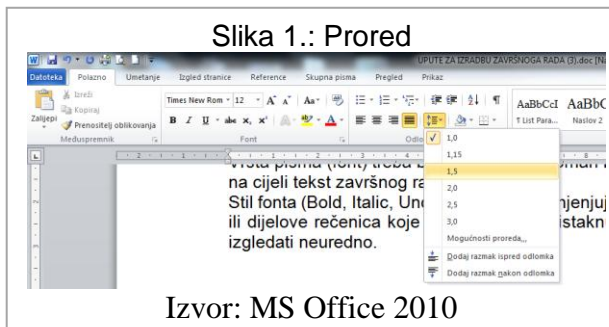 Slika 1.: Prored
UPUTE ZA IZRADBU ZAVRŠNOGA RADA (3).doc
Datoteka Polazno Umetanje Izgled stranice Reference Skupna pisma Pregled Prikaz
Zalijepi
Izreži
Kopiraj
Prenositelj oblikovanja
Međuspremnik
Times New Rom 12
Font
AaBbCcI AaBbC
¶ List Para... Naslov 2
1,0
1,15
1,5
2,0
2,5
3,0
Mogućnosti proreda...
Dodaj razmak ispred odlomka
Dodaj razmak nakon odlomka
na cijeli tekst završnog
Stil fonta (Bold, Italic,
ili dijelove rečenica koje
izgledati neuredno.
Izvor: MS Office 2010